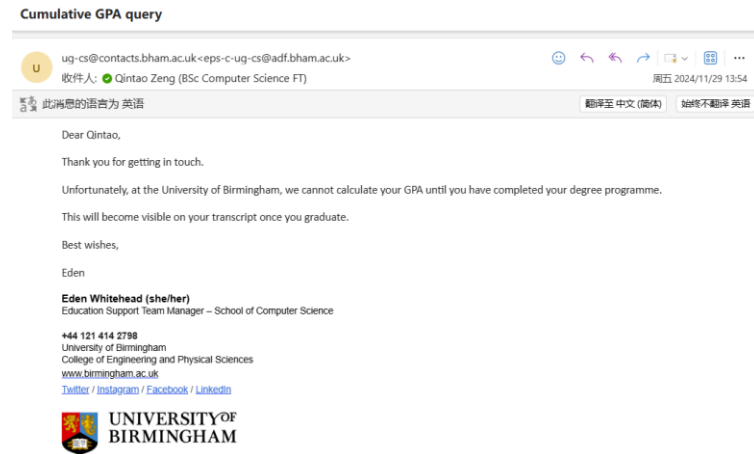 Cumulative GPA query
U
ug-cs@contacts.bham.ac.uk<eps-c-ug-cs@adf.bham.ac.uk>
收件人: Qintao Zeng (BSc Computer Science FT)
周五 2024/11/29 13:54
此消息的语言为 英语
翻译至 中文 (简体)
始终不翻译 英语
Dear Qintao,
Thank you for getting in touch.
Unfortunately, at the University of Birmingham, we cannot calculate your GPA until you have completed your degree programme.
This will become visible on your transcript once you graduate.
Best wishes,
Eden
Eden Whitehead (she/her)
Education Support Team Manager – School of Computer Science
+44 121 414 2798
University of Birmingham
College of Engineering and Physical Sciences
www.birmingham.ac.uk
Twitter / Instagram / Facebook / LinkedIn
UNIVERSITY OF
BIRMINGHAM